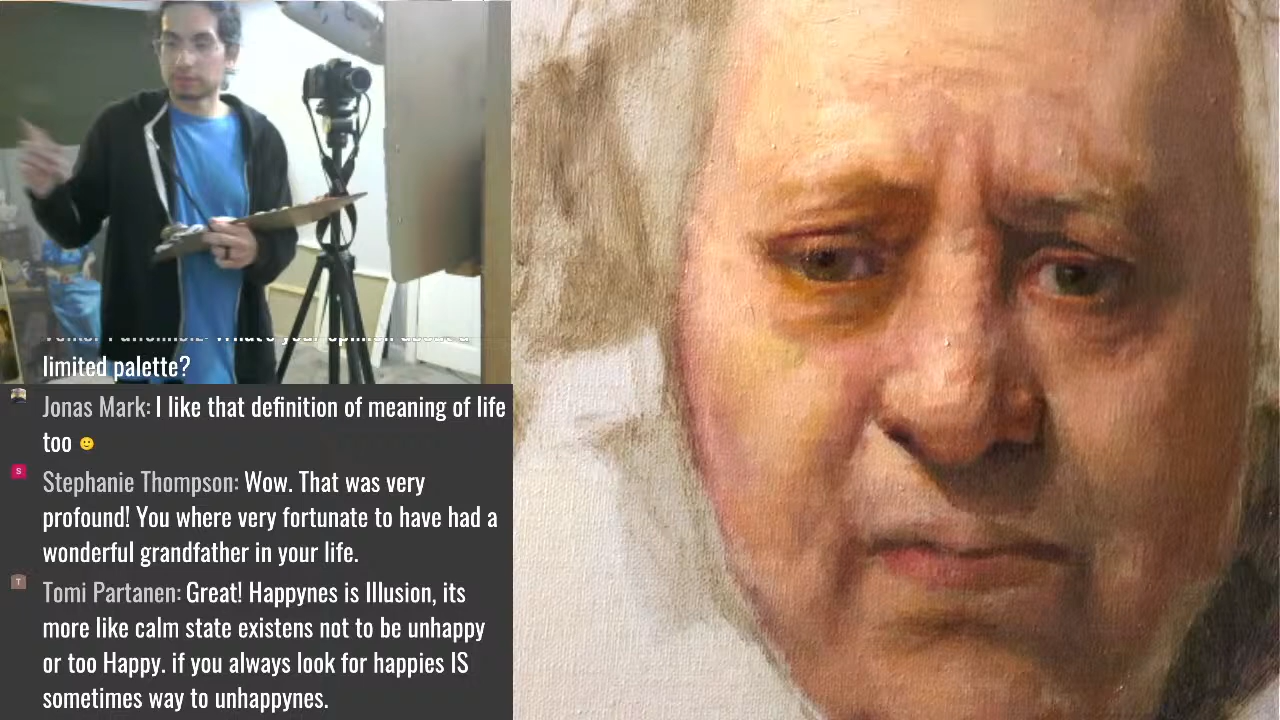 limited palette?
Jonas Mark: I like that definition of meaning of life
too 🙂
S
Stephanie Thompson: Wow. That was very
profound! You where very fortunate to have had a
wonderful grandfather in your life.
T
Tomi Partanen: Great! Happynes is Illusion, its
more like calm state existens not to be unhappy
or too Happy. if you always look for happies IS
sometimes way to unhappynes.